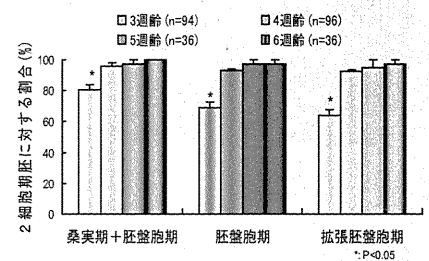 3週齢 (n=94) 4週齢 (n=96)
5週齢 (n=36) 6週齢 (n=36)
2細胞期胚に対する割合 (%)
100
80
60
40
20
0
*
*
*
桑実期+胚盤胞期 胚盤胞期 拡張胚盤胞期
*: P<0.05